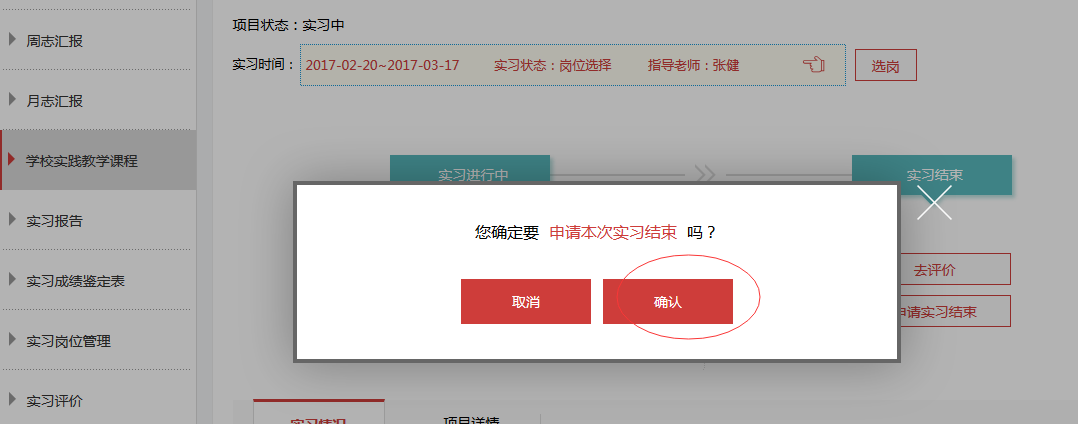 周志汇报
月志汇报
学校实践教学课程
实习报告
实习成绩鉴定表
实习岗位管理
实习评价
项目状态：实习中
实习时间： 2017-02-20~2017-03-17 实习状态：岗位选择 指导老师：张健 选岗
实习进行中 实习结束
您确定要 申请本次实习结束 吗？
取消 确认
去评价
申请实习结束
实习情况 项目详情